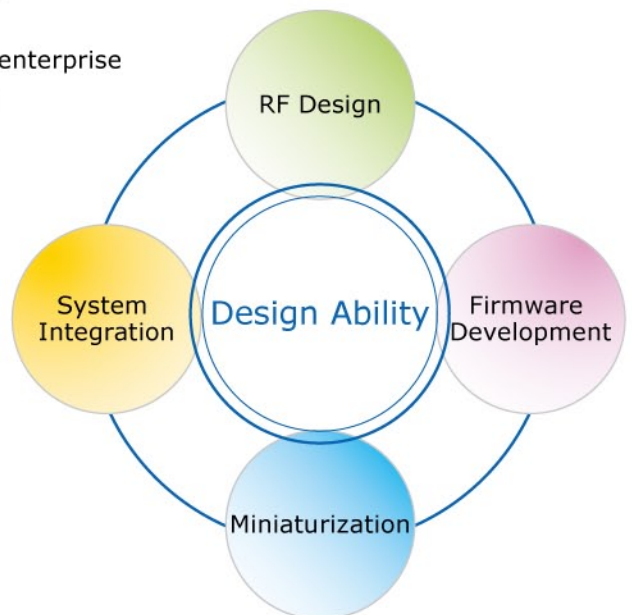 enterprise
RF Design
System
Integration
Design Ability
Firmware
Development
Miniaturization